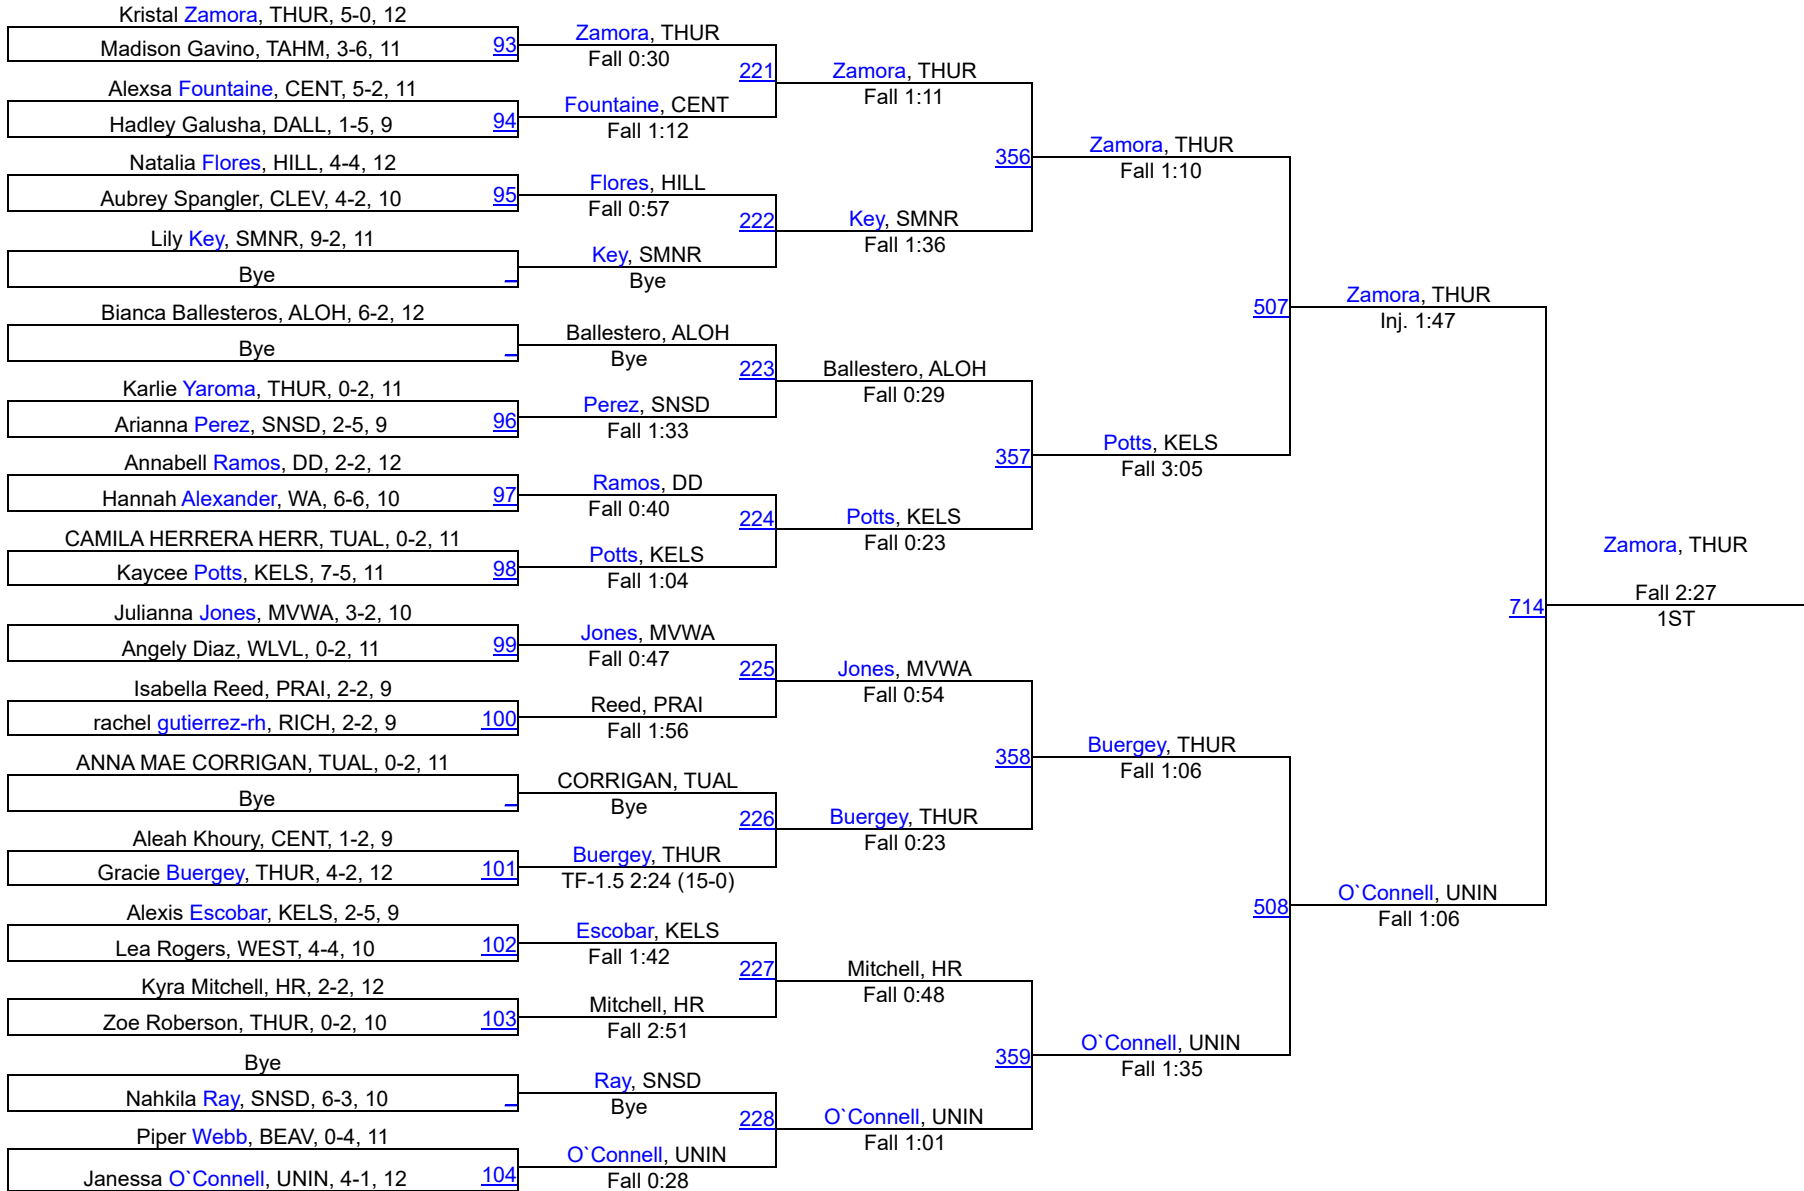 Kristal Zamora, THUR, 5-0, 12
Madison Gavino, TAHM, 3-6, 11
93
Alexsa Fountaine, CENT, 5-2, 11
Hadley Galusha, DALL, 1-5, 9
94
Natalia Flores, HILL, 4-4, 12
Aubrey Spangler, CLEV, 4-2, 10
95
Lily Key, SMNR, 9-2, 11
Bye
Bianca Ballesteros, ALOH, 6-2, 12
Bye
Karlie Yaroma, THUR, 0-2, 11
Arianna Perez, SNSD, 2-5, 9
96
Annabell Ramos, DD, 2-2, 12
Hannah Alexander, WA, 6-6, 10
97
CAMILA HERRERA HERR, TUAL, 0-2, 11
Kaycee Potts, KELS, 7-5, 11
98
Julianna Jones, MVWA, 3-2, 10
Angely Diaz, WLVL, 0-2, 11
99
Isabella Reed, PRAI, 2-2, 9
rachel gutierrez-rh, RICH, 2-2, 9
100
ANNA MAE CORRIGAN, TUAL, 0-2, 11
Bye
Aleah Khoury, CENT, 1-2, 9
Gracie Buergey, THUR, 4-2, 12
101
Alexis Escobar, KELS, 2-5, 9
Lea Rogers, WEST, 4-4, 10
102
Kyra Mitchell, HR, 2-2, 12
Zoe Roberson, THUR, 0-2, 10
103
Bye
Nahkila Ray, SNSD, 6-3, 10
Piper Webb, BEAV, 0-4, 11
Janessa O`Connell, UNIN, 4-1, 12
104
Zamora, THUR
Fall 0:30
221
Fountaine, CENT
Fall 1:12
Flores, HILL
Fall 0:57
222
Key, SMNR
Bye
Ballestero, ALOH
Bye
223
Perez, SNSD
Fall 1:33
Ramos, DD
Fall 0:40
224
Potts, KELS
Fall 1:04
Jones, MVWA
Fall 0:47
225
Reed, PRAI
Fall 1:56
CORRIGAN, TUAL
Bye
226
Buergey, THUR
TF-1.5 2:24 (15-0)
Escobar, KELS
Fall 1:42
227
Mitchell, HR
Fall 2:51
Ray, SNSD
Bye
228
O`Connell, UNIN
Fall 0:28
Zamora, THUR
Fall 1:11
356
Key, SMNR
Fall 1:36
Ballestero, ALOH
Fall 0:29
357
Potts, KELS
Fall 0:23
Jones, MVWA
Fall 0:54
358
Buergey, THUR
Fall 0:23
Mitchell, HR
Fall 0:48
359
O`Connell, UNIN
Fall 1:01
Zamora, THUR
Fall 1:10
507
Potts, KELS
Fall 3:05
Buergey, THUR
Fall 1:06
508
O`Connell, UNIN
Fall 1:35
Zamora, THUR
Inj. 1:47
714
O`Connell, UNIN
Fall 1:06
Zamora, THUR
Fall 2:27
1ST